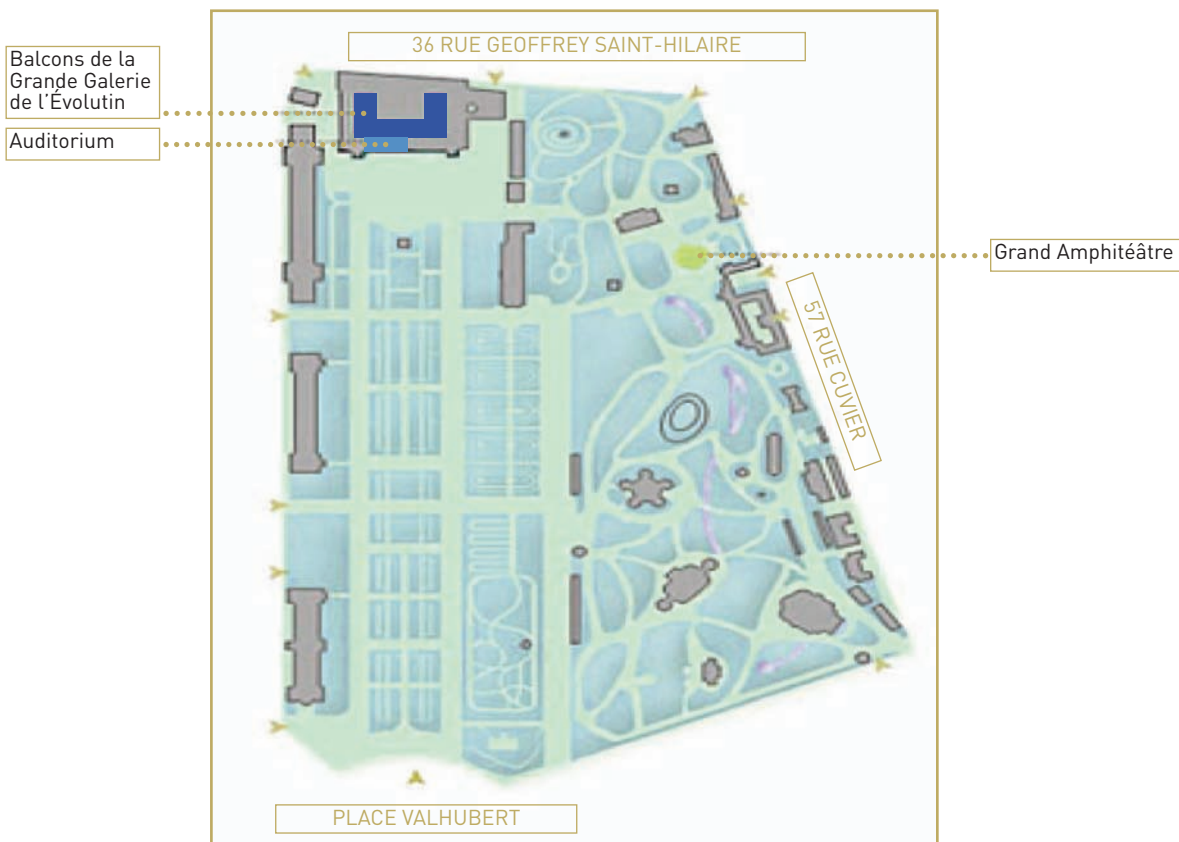 36 RUE GEOFFREY SAINT-HILAIRE
Balcons de la
Grande Galerie
de l'Évolutin
Auditorium
Grand Amphitéâtre
57 RUE CUVIER
PLACE VALHUBERT